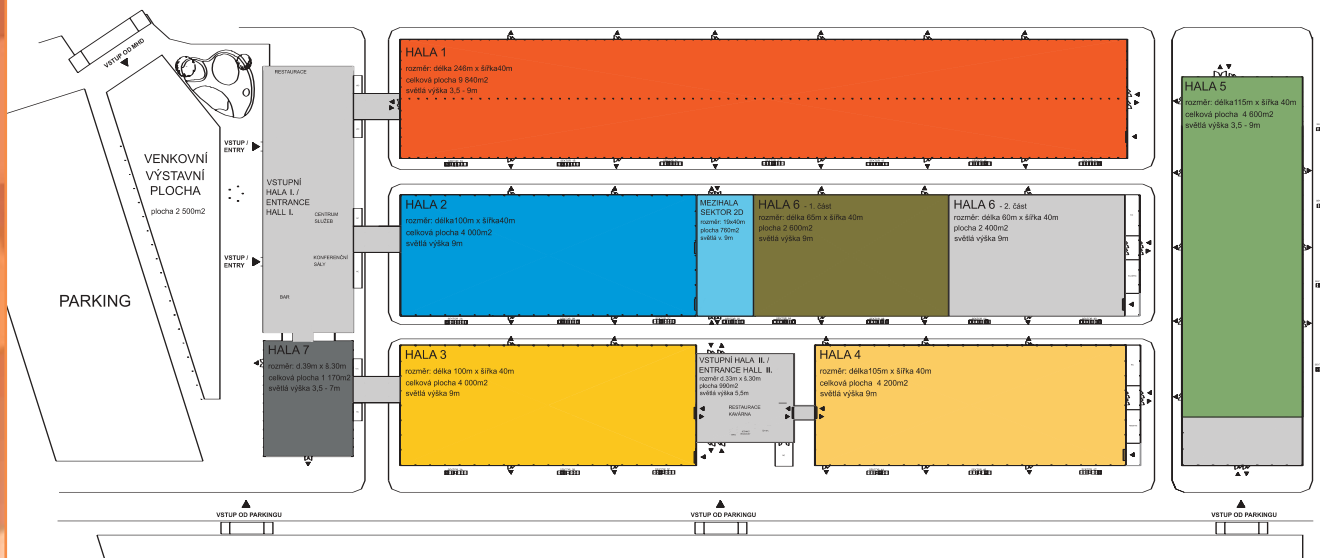 VSTUP OD MHD
VENKOVNÍ
VÝSTAVNÍ
PLOCHA
plocha 2 500m2
PARKING
RESTAURACE
VSTUP /
ENTRY
VSTUPNÍ
HALA I. /
ENTRANCE
HALL I.
CENTRUM
SLUŽEB
VSTUP /
ENTRY
KONFERENČNÍ
SÁLY
BAR
HALA 7
rozměr: d.39m x š.30m
celková plocha 1 170m2
světlá výška 3,5 - 7m
HALA 1
rozměr: délka 246m x šířka40m
celková plocha 9 840m2
světlá výška 3,5 - 9m
HALA 2
rozměr: délka100m x šířka40m
celková plocha 4 000m2
světlá výška 9m
MEZIHALA
SEKTOR 2D
rozměr: 19x40m
plocha 760m2
světlá v. 9m
HALA 6 - 1. část
rozměr: délka 65m x šířka 40m
plocha 2 600m2
světlá výška 9m
HALA 6 - 2. část
rozměr: délka 60m x šířka 40m
plocha 2 400m2
světlá výška 9m
HALA 3
rozměr: délka 100m x šířka 40m
celková plocha 4 000m2
světlá výška 9m
VSTUPNÍ HALA II. /
ENTRANCE HALL II.
rozměr d.33m x š.30m
plocha 990m2
světlá výška 5,5m
RESTAURACE
KAVÁRNA
HALA 4
rozměr: délka105m x šířka 40m
celková plocha 4 200m2
světlá výška 9m
HALA 5
rozměr: délka115m x šířka 40m
celková plocha 4 600m2
světlá výška 3,5 - 9m
VSTUP OD PARKINGU
VSTUP OD PARKINGU
VSTUP OD PARKINGU